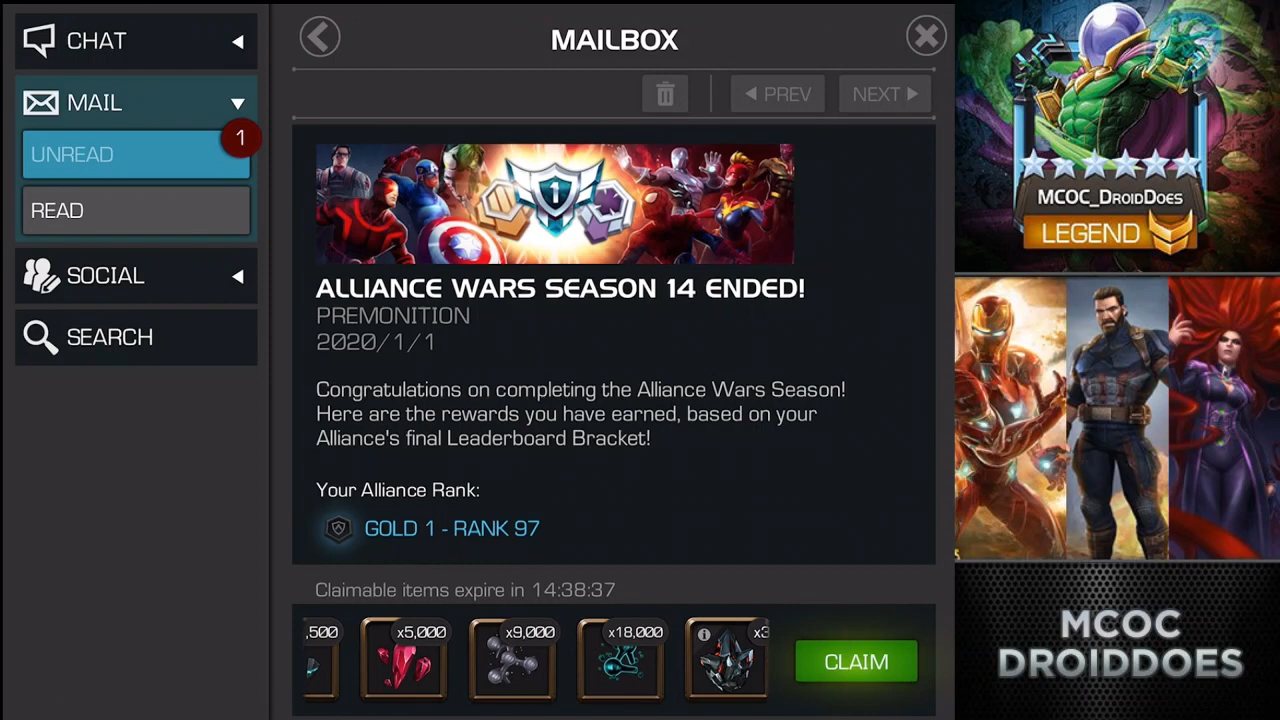 CHAT
MAIL
1
UNREAD
READ
SOCIAL
SEARCH
MAILBOX
PREV
NEXT
1
ALLIANCE WARS SEASON 14 ENDED!
PREMONITION
2020/1/1
Congratulations on completing the Alliance Wars Season!
Here are the rewards you have earned, based on your
Alliance's final Leaderboard Bracket!
Your Alliance Rank:
GOLD 1 - RANK 97
Claimable items expire in 14:38:37
,500
x5,000
x9,000
x18,000
x3
CLAIM
MCOC_DROIDDOES
LEGEND
MCOC
DROIDDOES